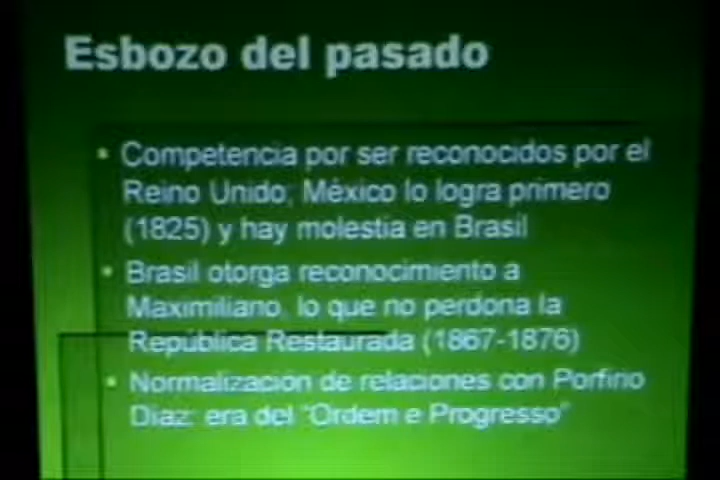 Esbozo del pasado
• Competencia por ser reconocidos por el
Reino Unido; México lo logra primero
(1825) y hay molestia en Brasil
• Brasil otorga reconocimiento a
Maximiliano, lo que no perdona la
República Restaurada (1867-1876)
• Normalización de relaciones con Porfirio
Díaz: era del "Ordem e Progresso"